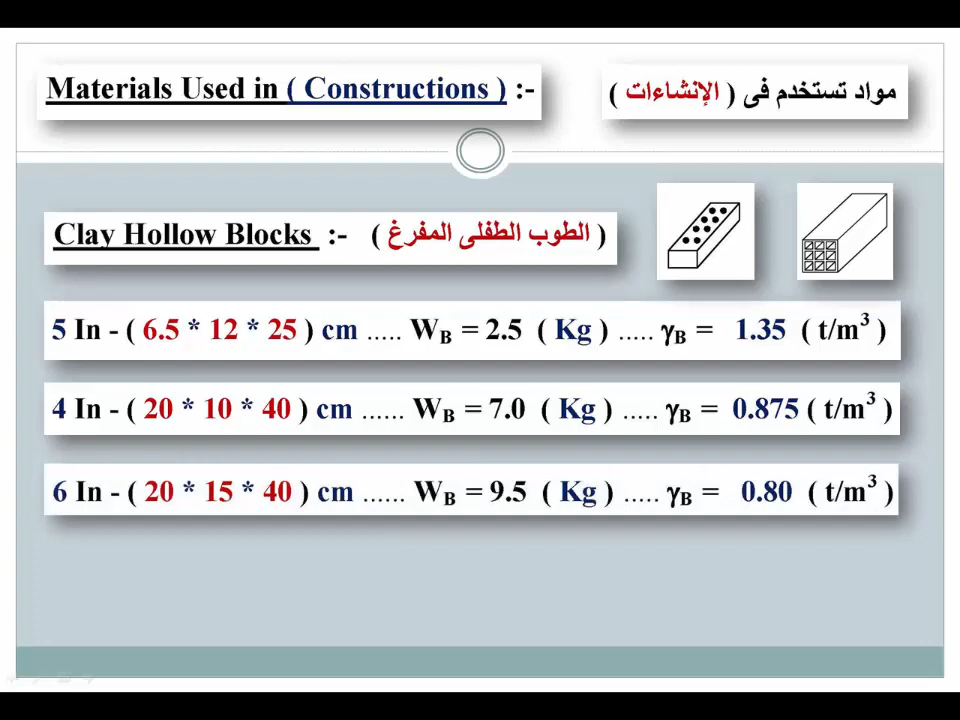 Materials Used in ( Constructions ) :-
مواد تستخدم فى ( الإنشاءات )
Clay Hollow Blocks :- ( الطوب الطفلى المفرغ )
5 In - ( 6.5 * 12 * 25 ) cm ..... W_B = 2.5 ( Kg ) ..... γ_B = 1.35 ( t/m³ )
4 In - ( 20 * 10 * 40 ) cm ...... W_B = 7.0 ( Kg ) ..... γ_B = 0.875 ( t/m³ )
6 In - ( 20 * 15 * 40 ) cm ...... W_B = 9.5 ( Kg ) ..... γ_B = 0.80 ( t/m³ )